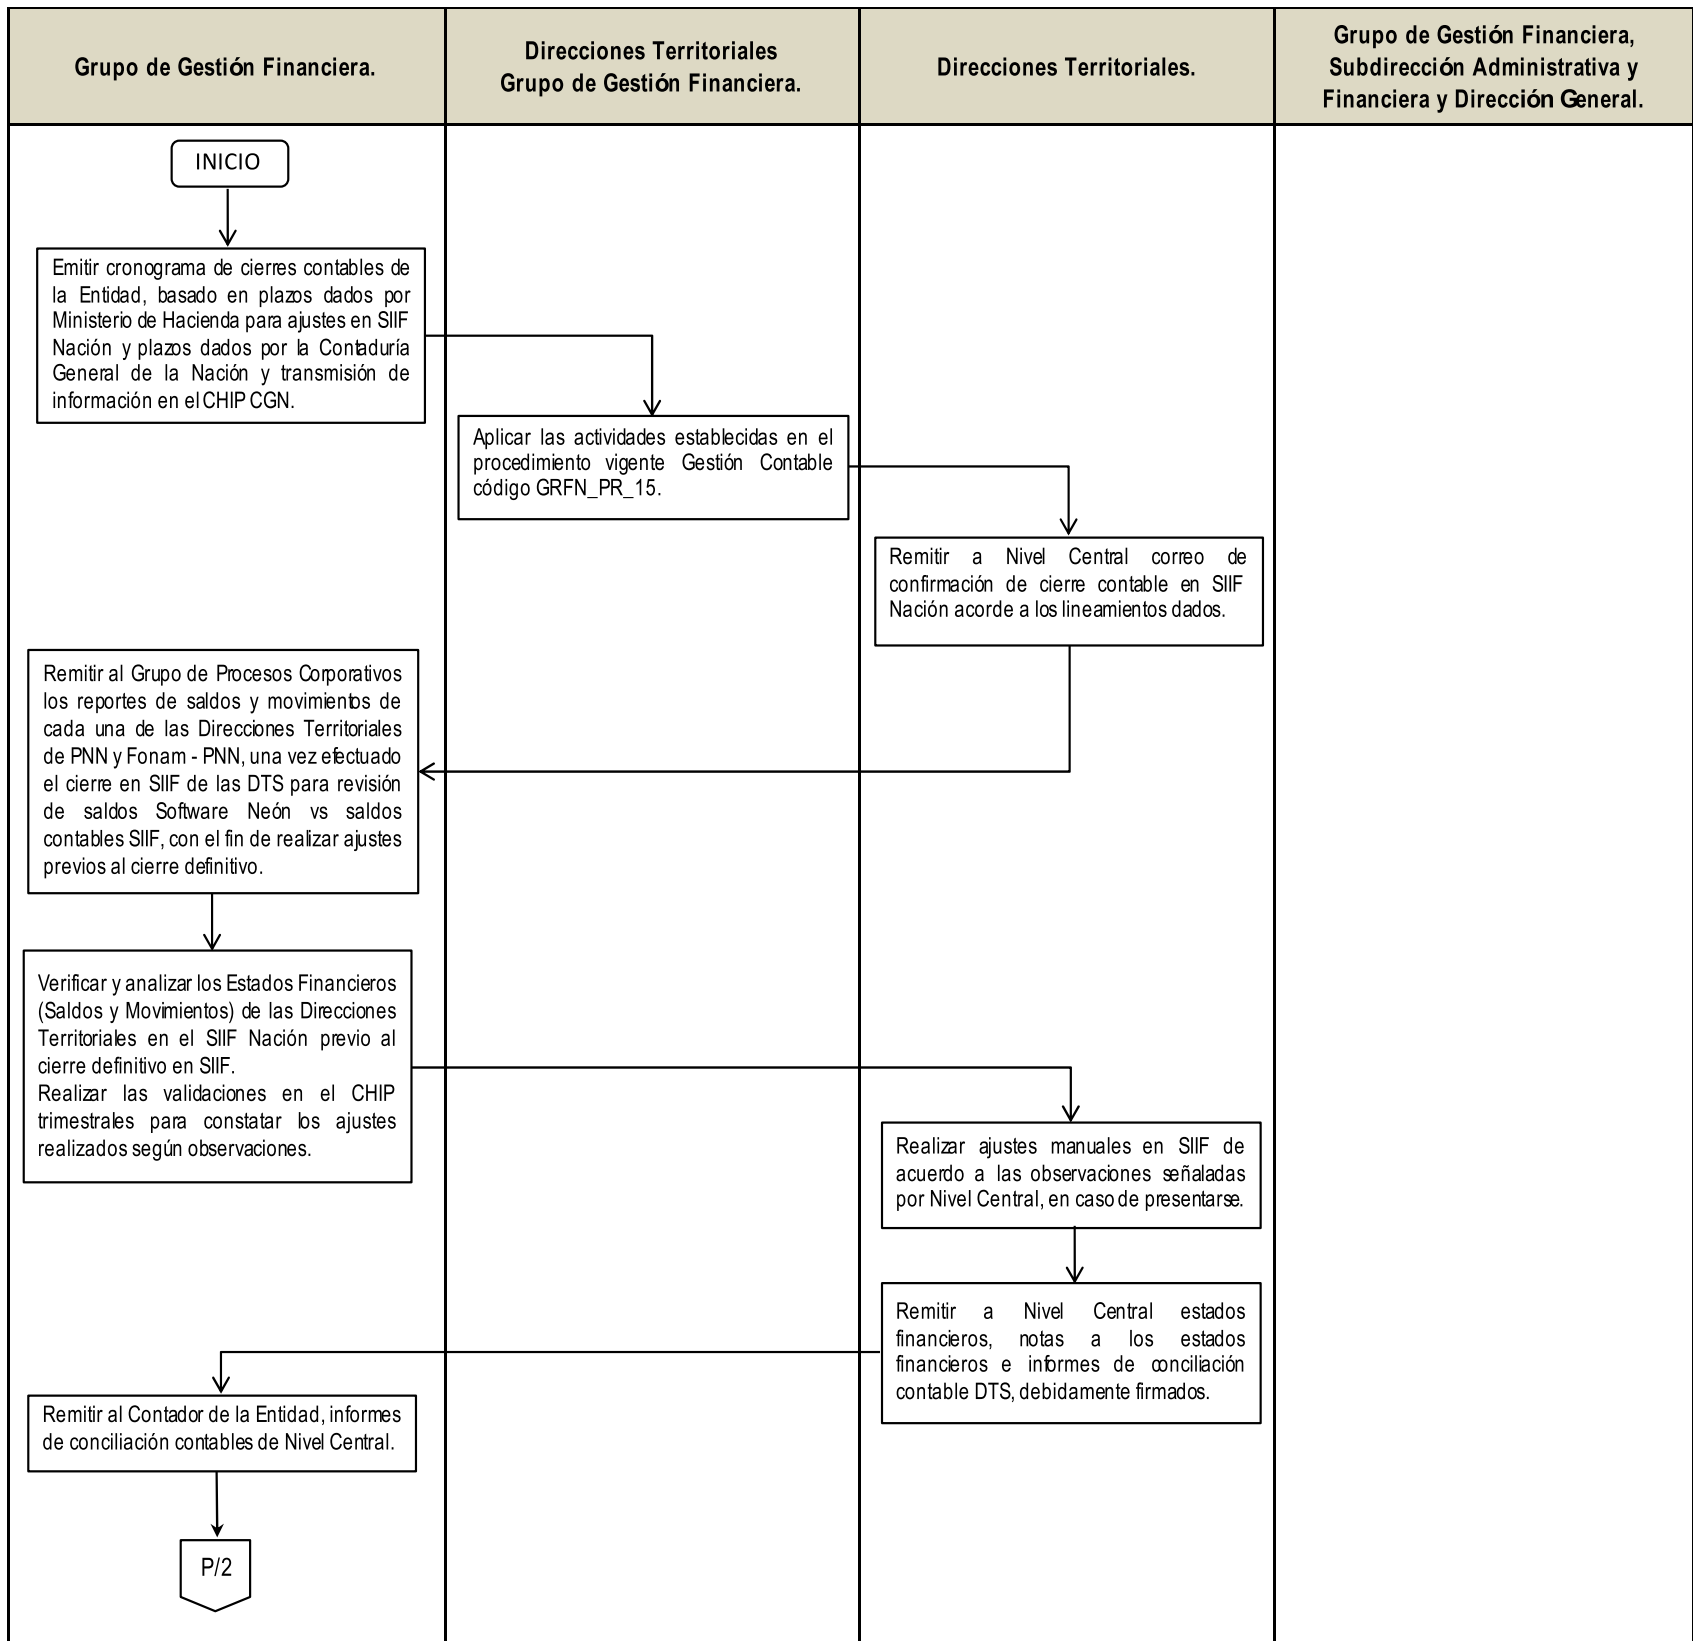 Grupo de Gestión Financiera.
Direcciones Territoriales
Grupo de Gestión Financiera.
Direcciones Territoriales.
Grupo de Gestión Financiera,
Subdirección Administrativa y
Financiera y Dirección General.
INICIO
Emitir cronograma de cierres contables de
la Entidad, basado en plazos dados por
Ministerio de Hacienda para ajustes en SIIF
Nación y plazos dados por la Contaduría
General de la Nación y transmisión de
información en el CHIP CGN.
Aplicar las actividades establecidas en el
procedimiento vigente Gestión Contable
código GRFN_PR_15.
Remitir a Nivel Central correo de
confirmación de cierre contable en SIIF
Nación acorde a los lineamientos dados.
Remitir al Grupo de Procesos Corporativos
los reportes de saldos y movimientos de
cada una de las Direcciones Territoriales
de PNN y Fonam - PNN, una vez efectuado
el cierre en SIIF de las DTS para revisión
de saldos Software Neón vs saldos
contables SIIF, con el fin de realizar ajustes
previos al cierre definitivo.
Verificar y analizar los Estados Financieros
(Saldos y Movimientos) de las Direcciones
Territoriales en el SIIF Nación previo al
cierre definitivo en SIIF.
Realizar las validaciones en el CHIP
trimestrales para constatar los ajustes
realizados según observaciones.
Realizar ajustes manuales en SIIF de
acuerdo a las observaciones señaladas
por Nivel Central, en caso de presentarse.
Remitir a Nivel Central estados
financieros, notas a los estados
financieros e informes de conciliación
contable DTS, debidamente firmados.
Remitir al Contador de la Entidad, informes
de conciliación contables de Nivel Central.
P/2